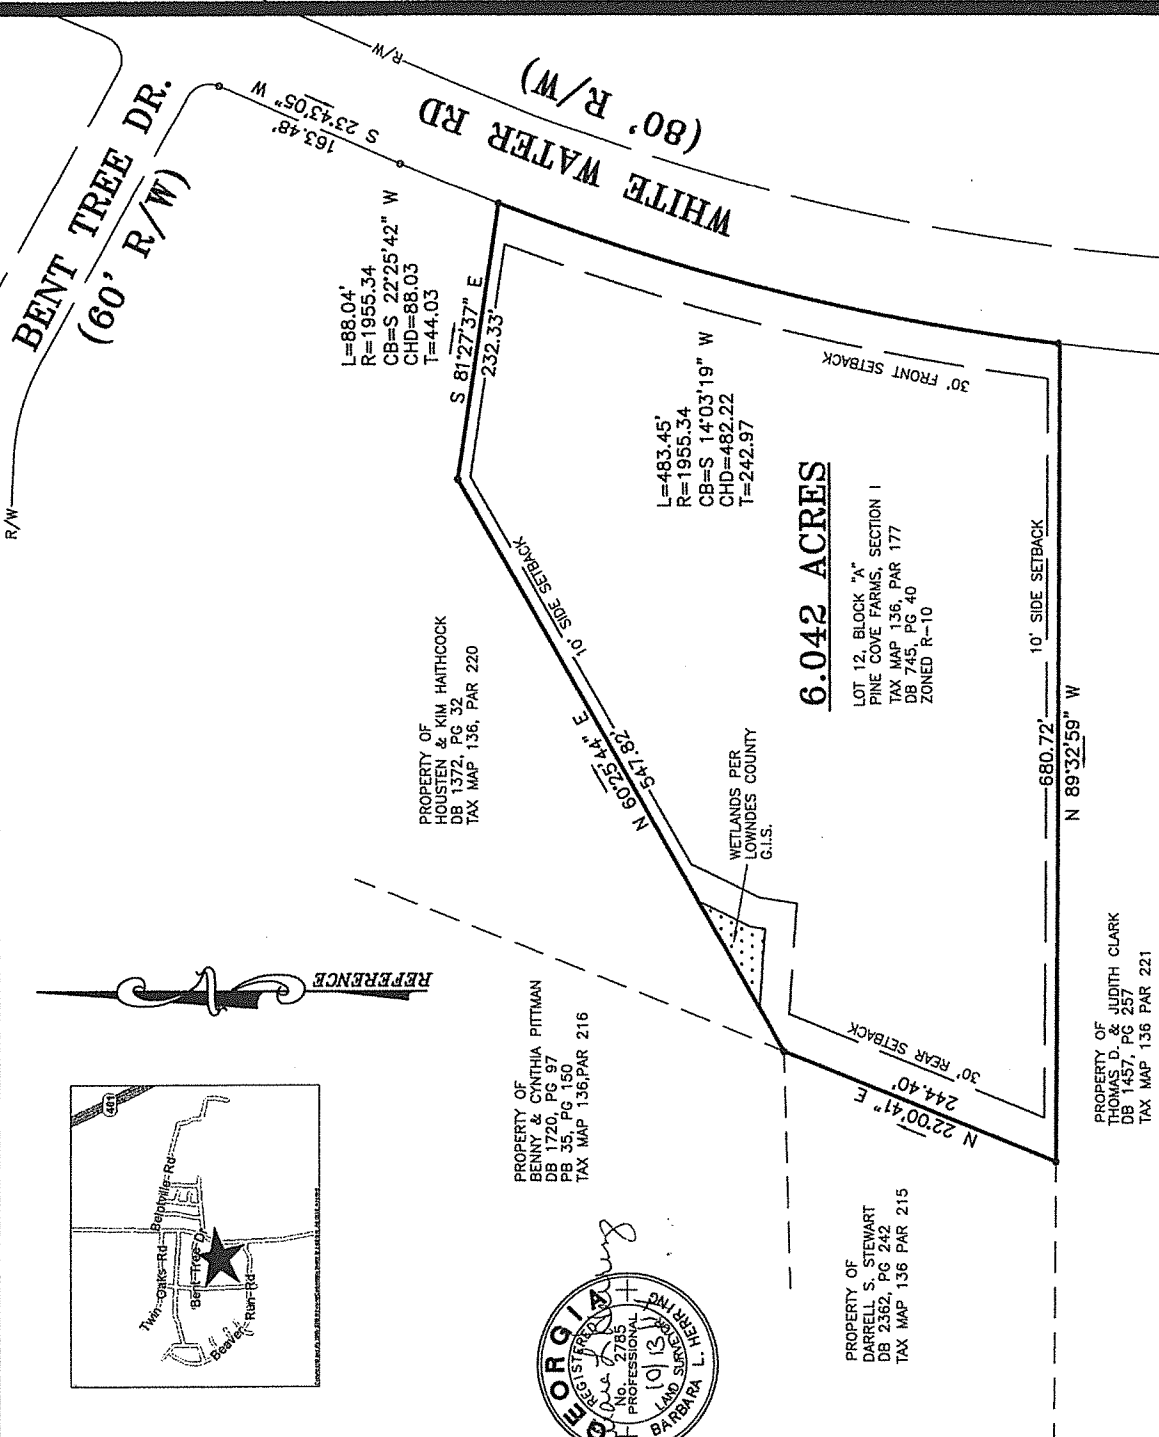 BENT TREE DR.
(60' R/W)
R/W
R/W
WHITE WATER RD
(80' R/W)
S 23°43'05" W
163.48'
L=88.04'
R=1955.34
CB=S 22°25'42" W
CHD=88.03
T=44.03
S 81°27'37" E
232.33'
30' FRONT SETBACK
L=483.45'
R=1955.34
CB=S 14°03'19" W
CHD=482.22
T=242.97
6.042 ACRES
LOT 12, BLOCK "A"
PINE COVE FARMS, SECTION I
TAX MAP 136, PAR 177
DB 745, PG 40
ZONED R-10
10' SIDE SETBACK
10' SIDE SETBACK
PROPERTY OF
HOUSTEN & KIM HAITHCOCK
DB 1372, PG 32
TAX MAP 136, PAR 220
N 60°25'44" E
547.82'
WETLANDS PER
LOWNDES COUNTY
G.I.S.
680.72'
N 89°32'59" W
30' REAR SETBACK
244.40'
N 22°00'41" E
REFERENCE
PROPERTY OF
BENNY & CYNTHIA PITTMAN
DB 1720, PG 97
PB 35, PG 150
TAX MAP 136,PAR 216
PROPERTY OF
THOMAS D. & JUDITH CLARK
DB 1457, PG 257
TAX MAP 136 PAR 221
PROPERTY OF
DARRELL S. STEWART
DB 2362, PG 242
TAX MAP 136 PAR 215
401
Twin Oaks Rd
Belotville Rd
Bent Tree Dr
Beaver Run Rd
GEORGIA
REGISTERED
No. 2785
PROFESSIONAL
LAND SURVEYOR
BARBARA L. HERRING